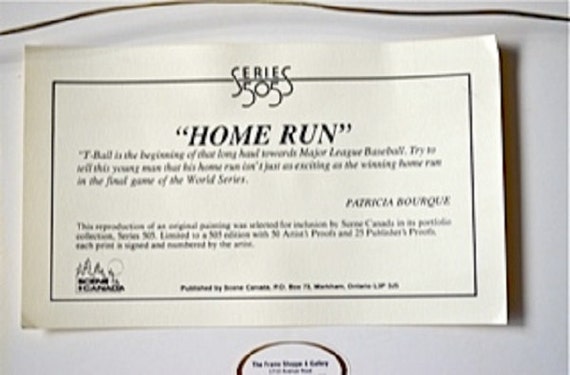 SERIES
505
"HOME RUN"
"T-Ball is the beginning of that long haul towards Major League Baseball. Try to
tell this young man that his home run isn't just as exciting as the winning home run
in the final game of the World Series.
PATRICIA BOURQUE
This reproduction of an original painting was selected for inclusion by Scene Canada in its portfolio
collection, Series 505. Limited to a 505 edition with 50 Artist's Proofs and 25 Publisher's Proofs,
each print is signed and numbered by the artist.
SCENE
CANADA
Published by Scene Canada, P.O. Box 73, Markham, Ontario L3P
The Frame Shoppe & Gallery